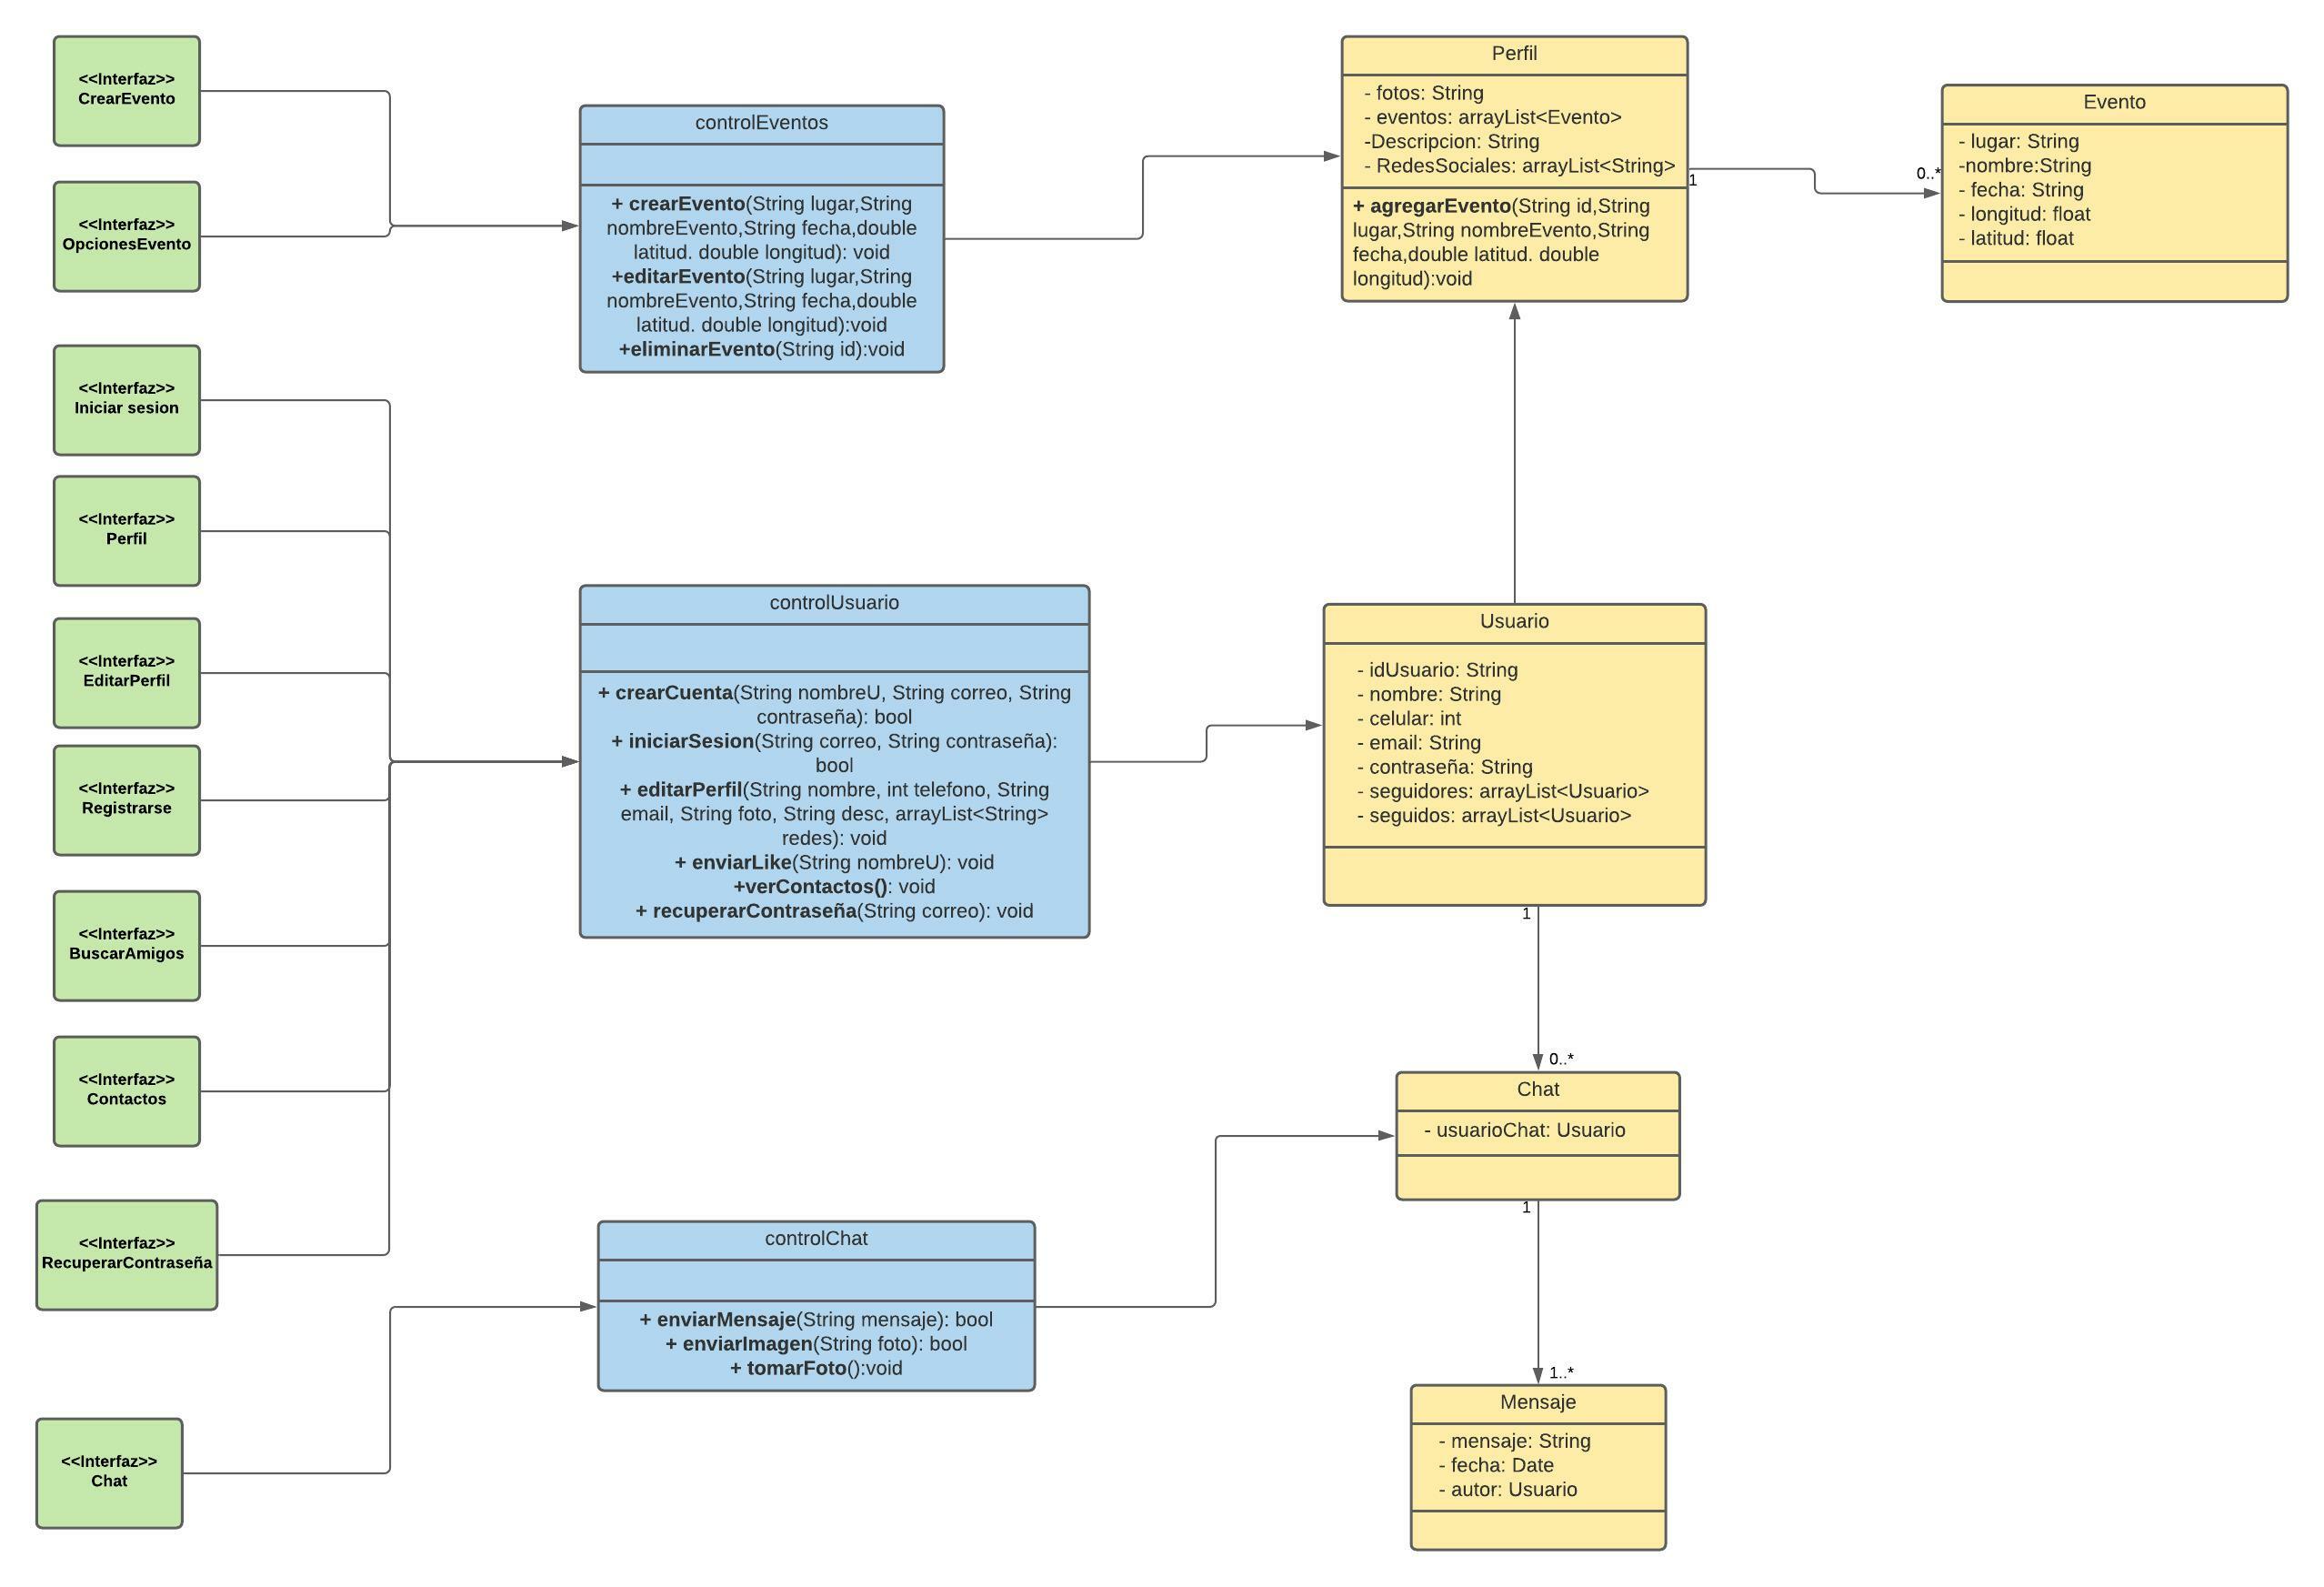 <<Interfaz>>
CrearEvento
<<Interfaz>>
OpcionesEvento
<<Interfaz>>
Iniciar sesion
<<Interfaz>>
Perfil
<<Interfaz>>
EditarPerfil
<<Interfaz>>
Registrarse
<<Interfaz>>
BuscarAmigos
<<Interfaz>>
Contactos
<<Interfaz>>
RecuperarContraseña
<<Interfaz>>
Chat
controlEventos
+ crearEvento(String lugar,String
nombreEvento,String fecha,double
latitud. double longitud): void
+editarEvento(String lugar,String
nombreEvento,String fecha,double
latitud. double longitud):void
+eliminarEvento(String id):void
controlUsuario
+ crearCuenta(String nombreU, String correo, String
contraseña): bool
+ iniciarSesion(String correo, String contraseña):
bool
+ editarPerfil(String nombre, int telefono, String
email, String foto, String desc, arrayList<String>
redes): void
+ enviarLike(String nombreU): void
+verContactos(): void
+ recuperarContraseña(String correo): void
controlChat
+ enviarMensaje(String mensaje): bool
+ enviarImagen(String foto): bool
+ tomarFoto():void
Perfil
- fotos: String
- eventos: arrayList<Evento>
-Descripcion: String
- RedesSociales: arrayList<String>
+ agregarEvento(String id,String
lugar,String nombreEvento,String
fecha,double latitud. double
longitud):void
1
0..*
Evento
- lugar: String
-nombre:String
- fecha: String
- longitud: float
- latitud: float
Usuario
- idUsuario: String
- nombre: String
- celular: int
- email: String
- contraseña: String
- seguidores: arrayList<Usuario>
- seguidos: arrayList<Usuario>
1
0..*
Chat
- usuarioChat: Usuario
1
1..*
Mensaje
- mensaje: String
- fecha: Date
- autor: Usuario